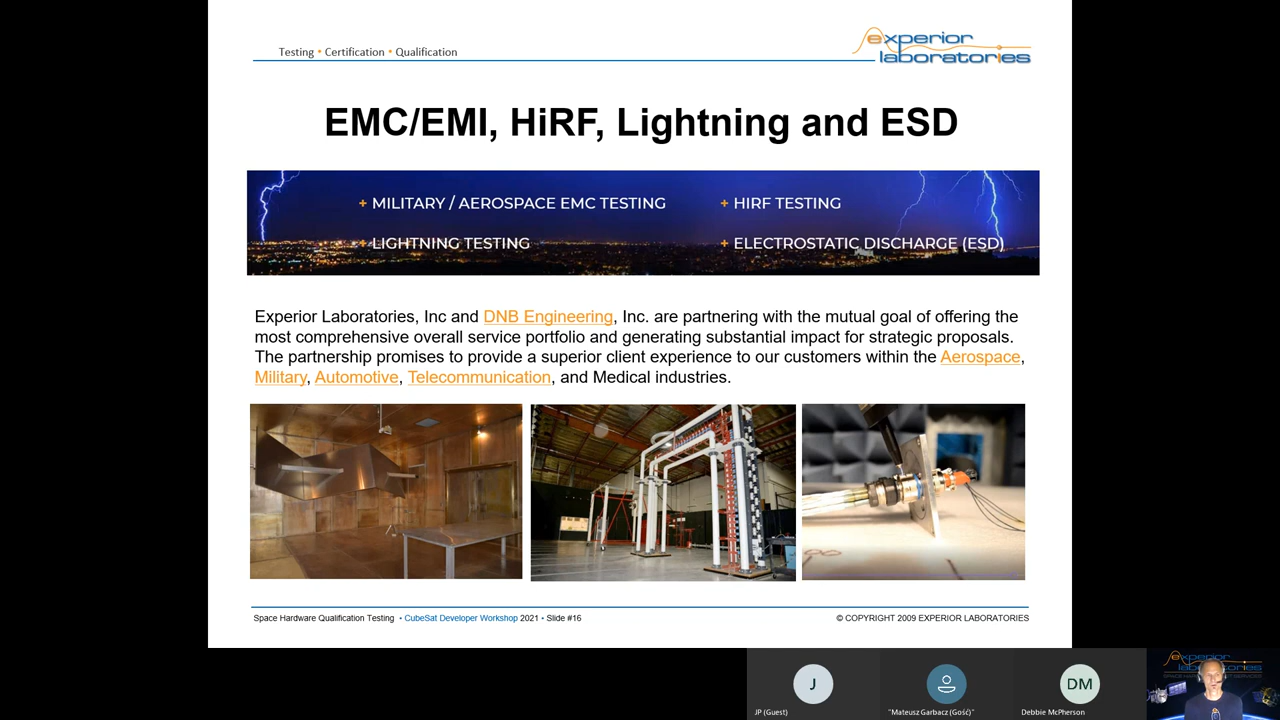 Testing • Certification • Qualification
experior
laboratories
EMC/EMI, HiRF, Lightning and ESD
+ MILITARY / AEROSPACE EMC TESTING
+ HIRF TESTING
+ LIGHTNING TESTING
+ ELECTROSTATIC DISCHARGE (ESD)
Experior Laboratories, Inc and DNB Engineering, Inc. are partnering with the mutual goal of offering the
most comprehensive overall service portfolio and generating substantial impact for strategic proposals.
The partnership promises to provide a superior client experience to our customers within the Aerospace,
Military, Automotive, Telecommunication, and Medical industries.
Space Hardware Qualification Testing • CubeSat Developer Workshop 2021 • Slide #16
© COPYRIGHT 2009 EXPERIOR LABORATORIES
J
DM
JP (Guest)
"Mateusz Garbacz (Gość)"
Debbie McPherson
experior
laboratories